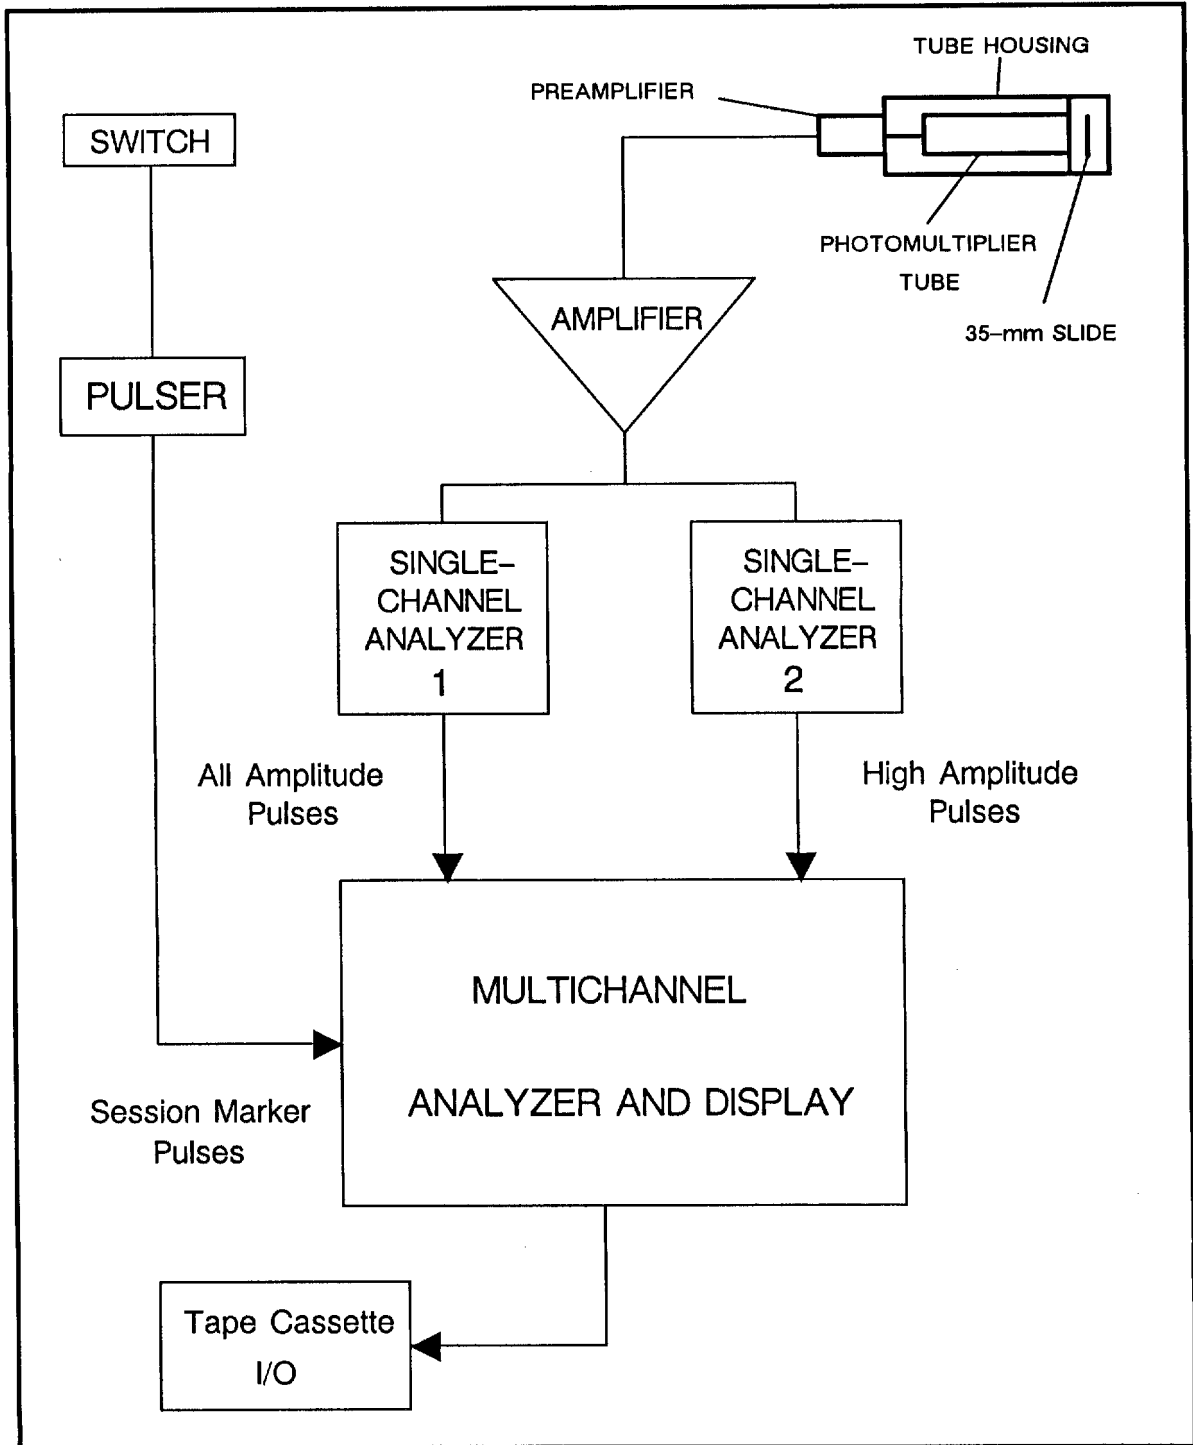 TUBE HOUSING
PREAMPLIFIER
SWITCH
PHOTOMULTIPLIER
TUBE
35-mm SLIDE
AMPLIFIER
PULSER
SINGLE-
CHANNEL
ANALYZER
1
SINGLE-
CHANNEL
ANALYZER
2
All Amplitude
Pulses
High Amplitude
Pulses
MULTICHANNEL
ANALYZER AND DISPLAY
Session Marker
Pulses
Tape Cassette
I/O